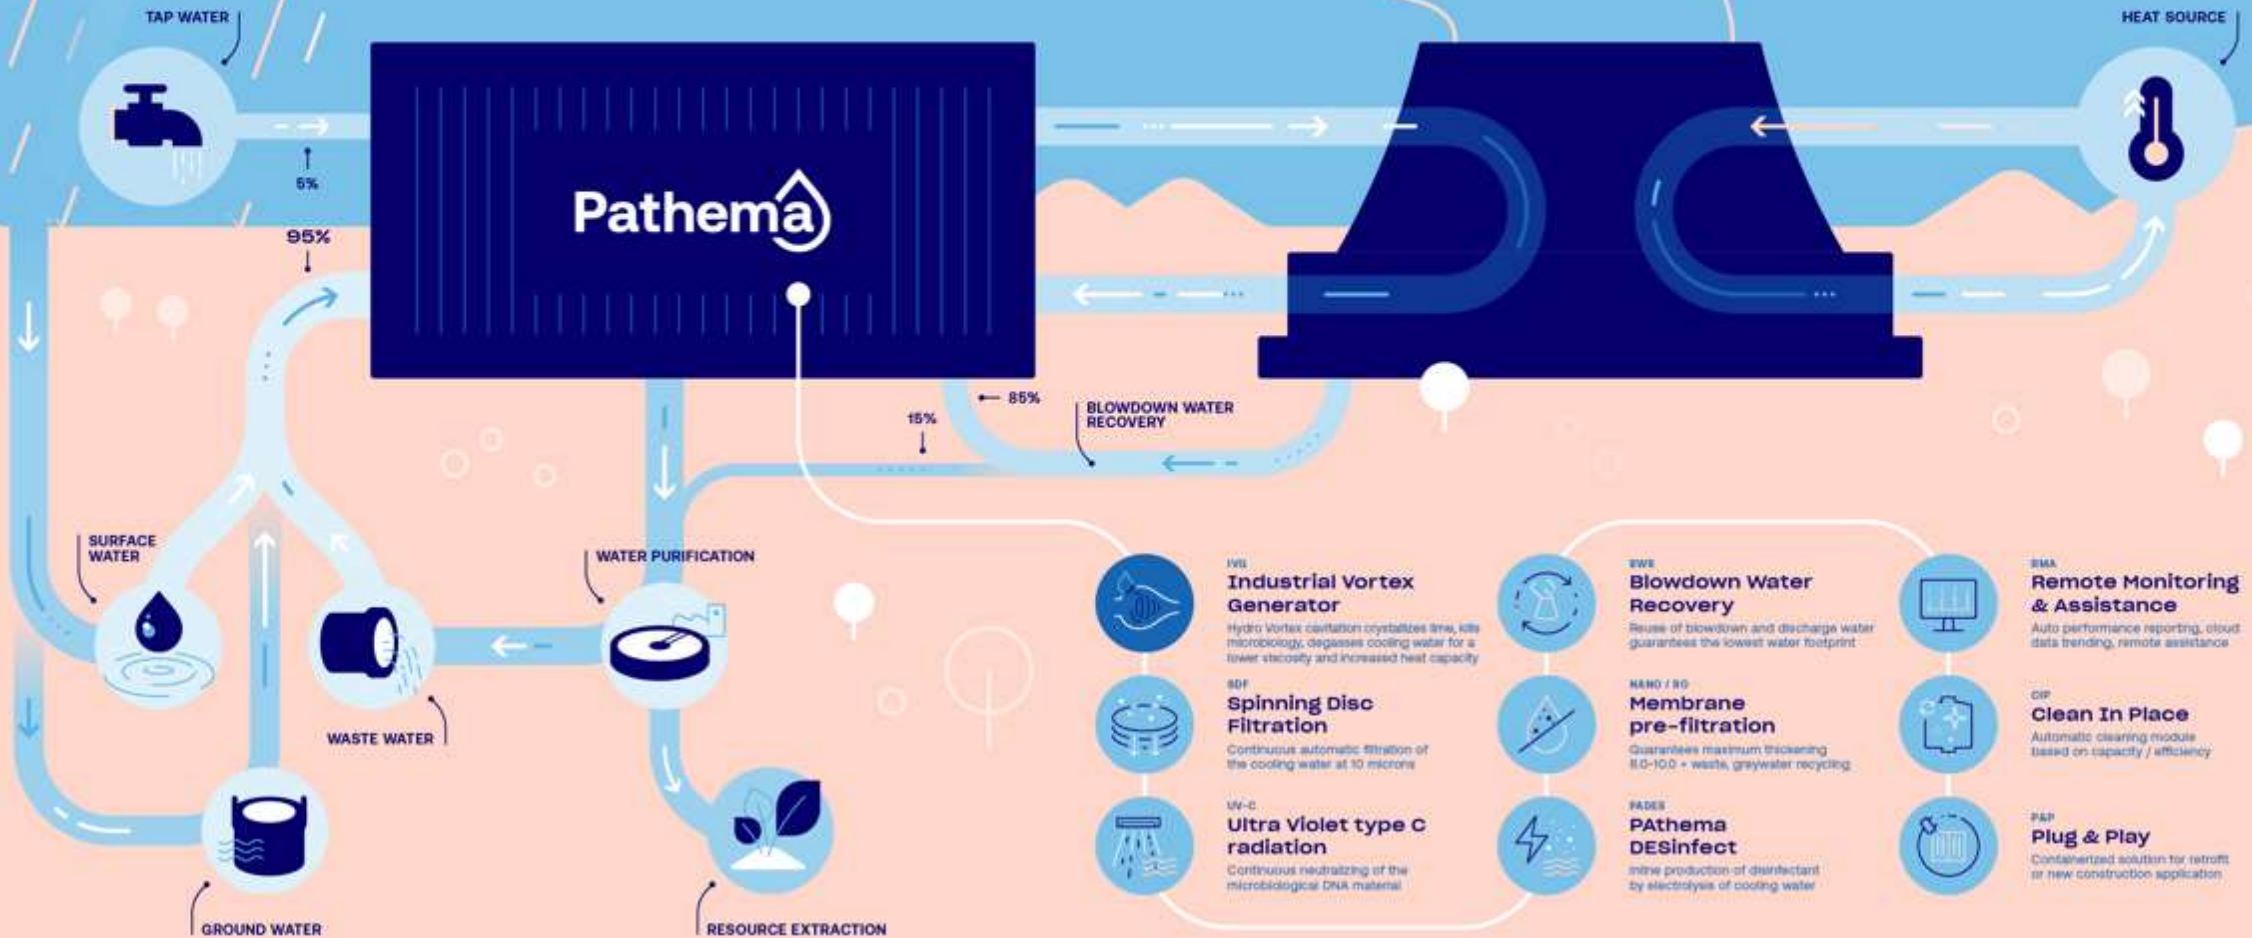 TAP WATER
HEAT SOURCE
5%
95%
Pathema
85%
15%
BLOWDOWN WATER
RECOVERY
SURFACE
WATER
WATER PURIFICATION
WASTE WATER
GROUND WATER
RESOURCE EXTRACTION
IVG
Industrial Vortex
Generator
Hydro Vortex cavitation crystallizes lime, kills
microbiology, degasses cooling water for a
lower viscosity and increased heat capacity
SDF
Spinning Disc
Filtration
Continuous automatic filtration of
the cooling water at 10 microns
UV-C
Ultra Violet type C
radiation
Continuous neutralizing of the
microbiological DNA material
BWR
Blowdown Water
Recovery
Reuse of blowdown and discharge water
guarantees the lowest water footprint
NANO / RO
Membrane
pre-filtration
Guarantees maximum thickening
8.0-10.0 + waste, greywater recycling
PADES
PAthema
DESinfect
Inline production of disinfectant
by electrolysis of cooling water
RMA
Remote Monitoring
& Assistance
Auto performance reporting, cloud
data trending, remote assistance
CIP
Clean In Place
Automatic cleaning module
based on capacity / efficiency
P&P
Plug & Play
Containerized solution for retrofit
or new construction application